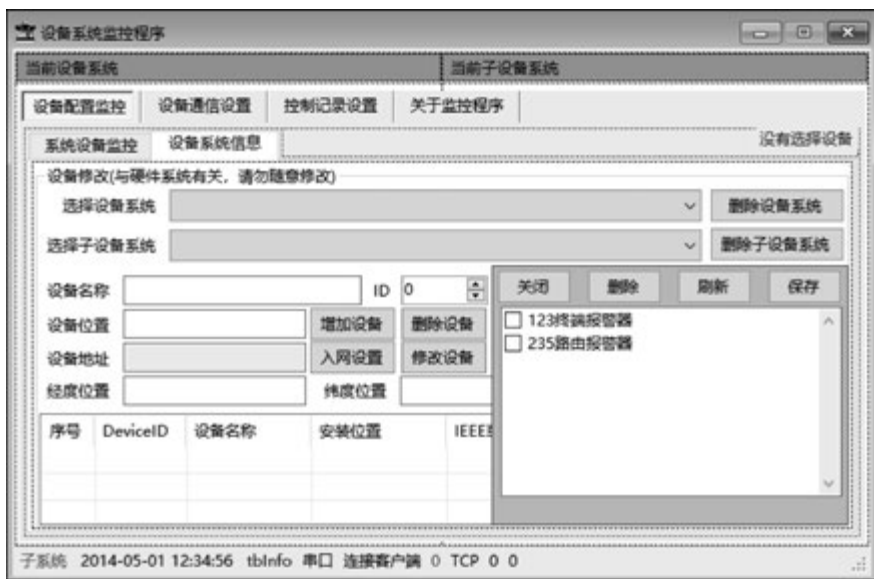 设备系统监控程序
当前设备系统 当前子设备系统
设备配置监控 设备通信设置 控制记录设置 关于监控程序
系统设备监控 设备系统信息 没有选择设备
设备修改(与硬件系统有关，请勿随意修改)
选择设备系统 删除设备系统
选择子设备系统 删除子设备系统
设备名称 ID 0 关闭 删除 刷新 保存
设备位置 增加设备 删除设备 123终端报警器
设备地址 入网设置 修改设备 235路由报警器
经度位置 纬度位置
序号 DeviceID 设备名称 安装位置 IEEE
子系统 2014-05-01 12:34:56 tbInfo 串口 连接客户端 0 TCP 0 0